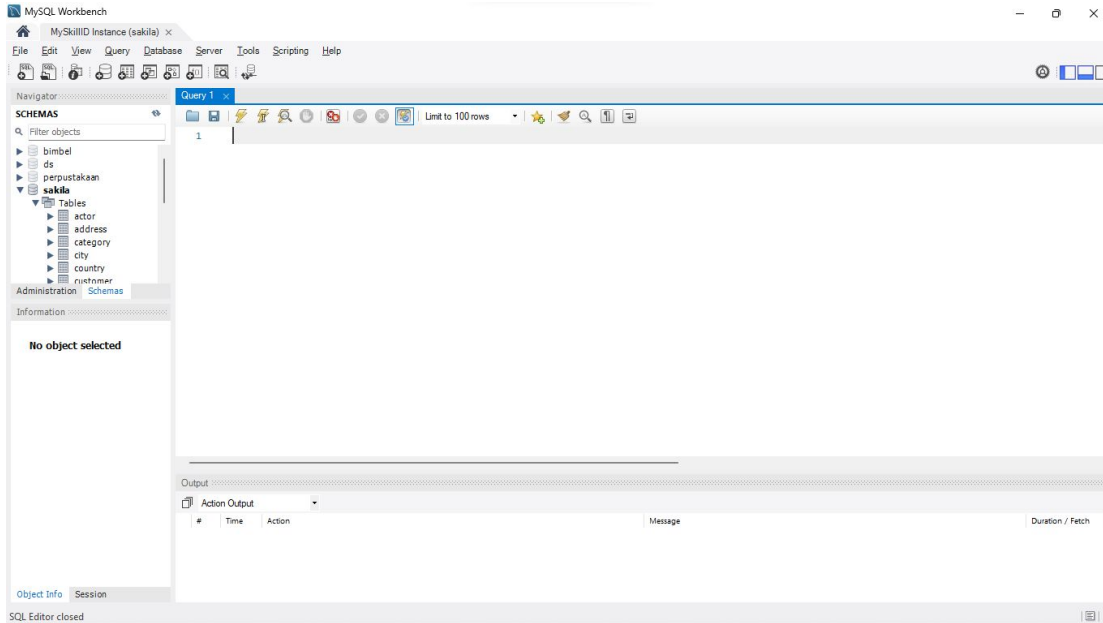 MySQL Workbench
MySkillID Instance (sakila) ×
File Edit View Query Database Server Tools Scripting Help
Navigator
SCHEMAS
Filter objects
bimbel
ds
perpustakaan
sakila
Tables
actor
address
category
city
country
customer
Administration Schemas
Information
No object selected
Object Info Session
Query 1 ×
Limit to 100 rows
1
Output
Action Output
# Time Action Message Duration / Fetch
SQL Editor closed